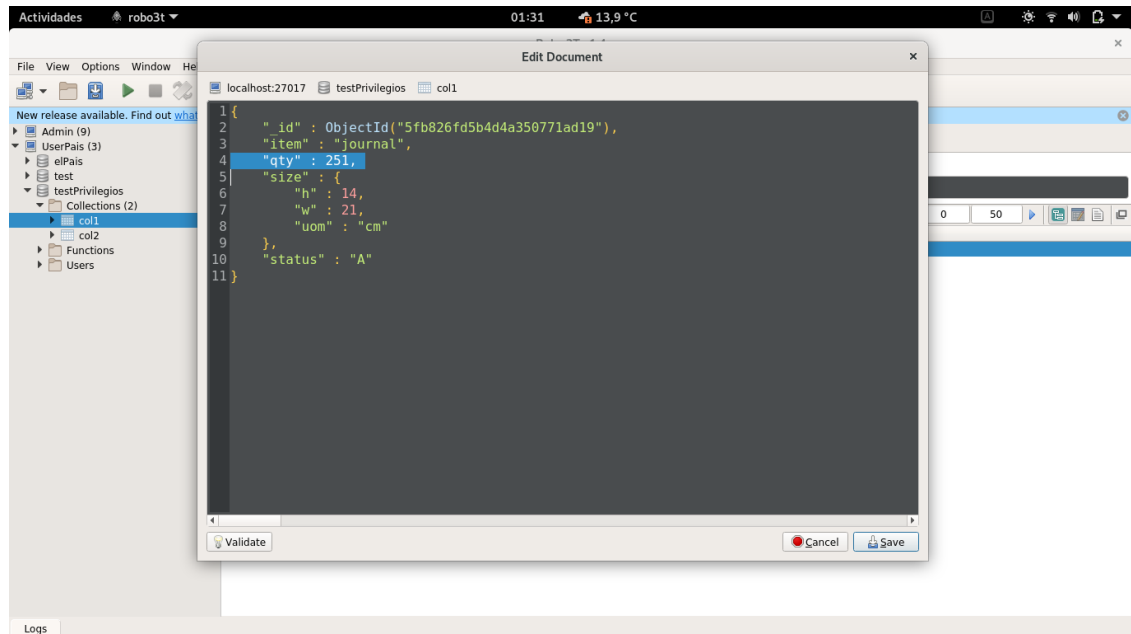 Actividades robo3t 01:31 13,9 °C A
File View Options Window He
New release available. Find out what
Admin (9)
UserPais (3)
elPais
test
testPrivilegios
Collections (2)
col1
col2
Functions
Users
0 50
Logs
Edit Document
localhost:27017 testPrivilegios col1
1 {
2 "_id" : ObjectId("5fb826fd5b4d4a350771ad19"),
3 "item" : "journal",
4 "qty" : 251,
5 "size" : {
6 "h" : 14,
7 "w" : 21,
8 "uom" : "cm"
9 },
10 "status" : "A"
11 }
Validate Cancel Save